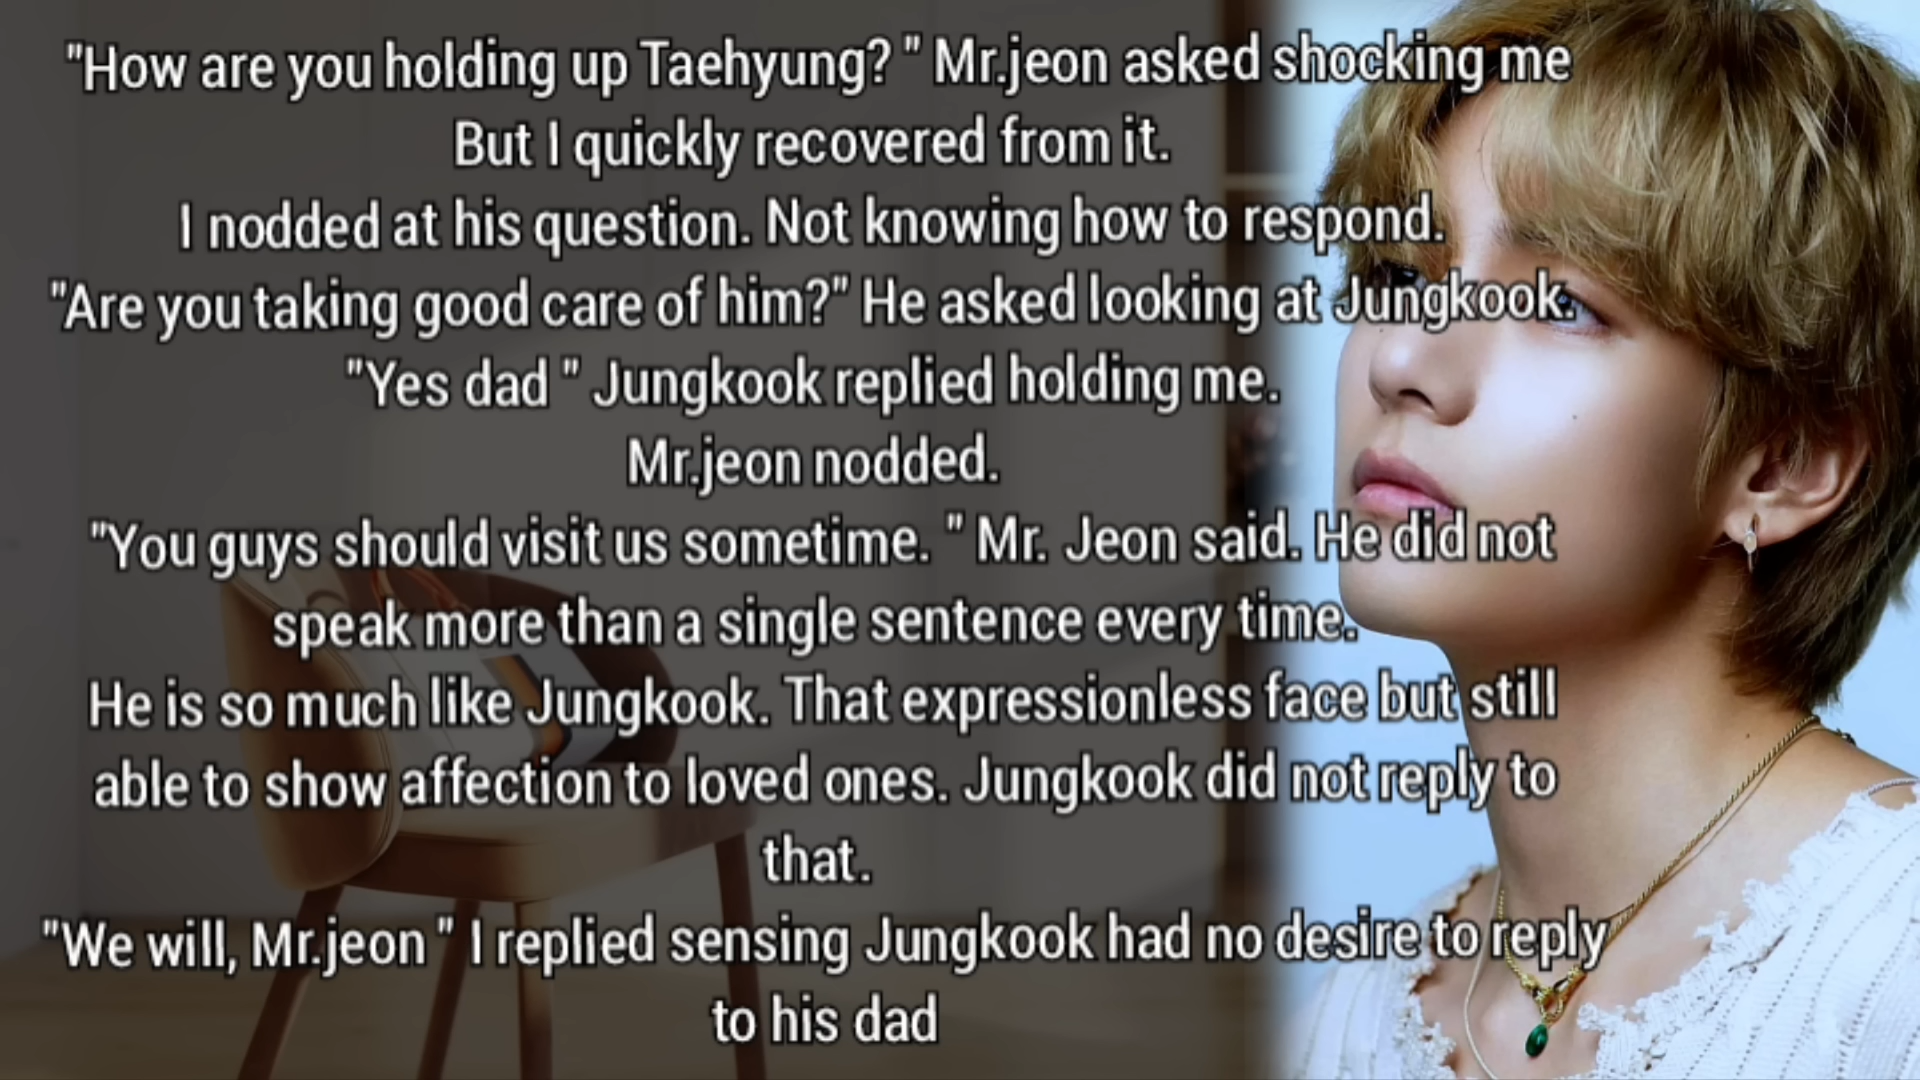 "How are you holding up Taehyung? " Mr.jeon asked shocking me
But I quickly recovered from it.
I nodded at his question. Not knowing how to respond.
"Are you taking good care of him?" He asked looking at Jungkook.
"Yes dad " Jungkook replied holding me.
Mr.jeon nodded.
"You guys should visit us sometime. " Mr. Jeon said. He did not
speak more than a single sentence every time.
He is so much like Jungkook. That expressionless face but still
able to show affection to loved ones. Jungkook did not reply to
that.
"We will, Mr.jeon " I replied sensing Jungkook had no desire to reply
to his dad